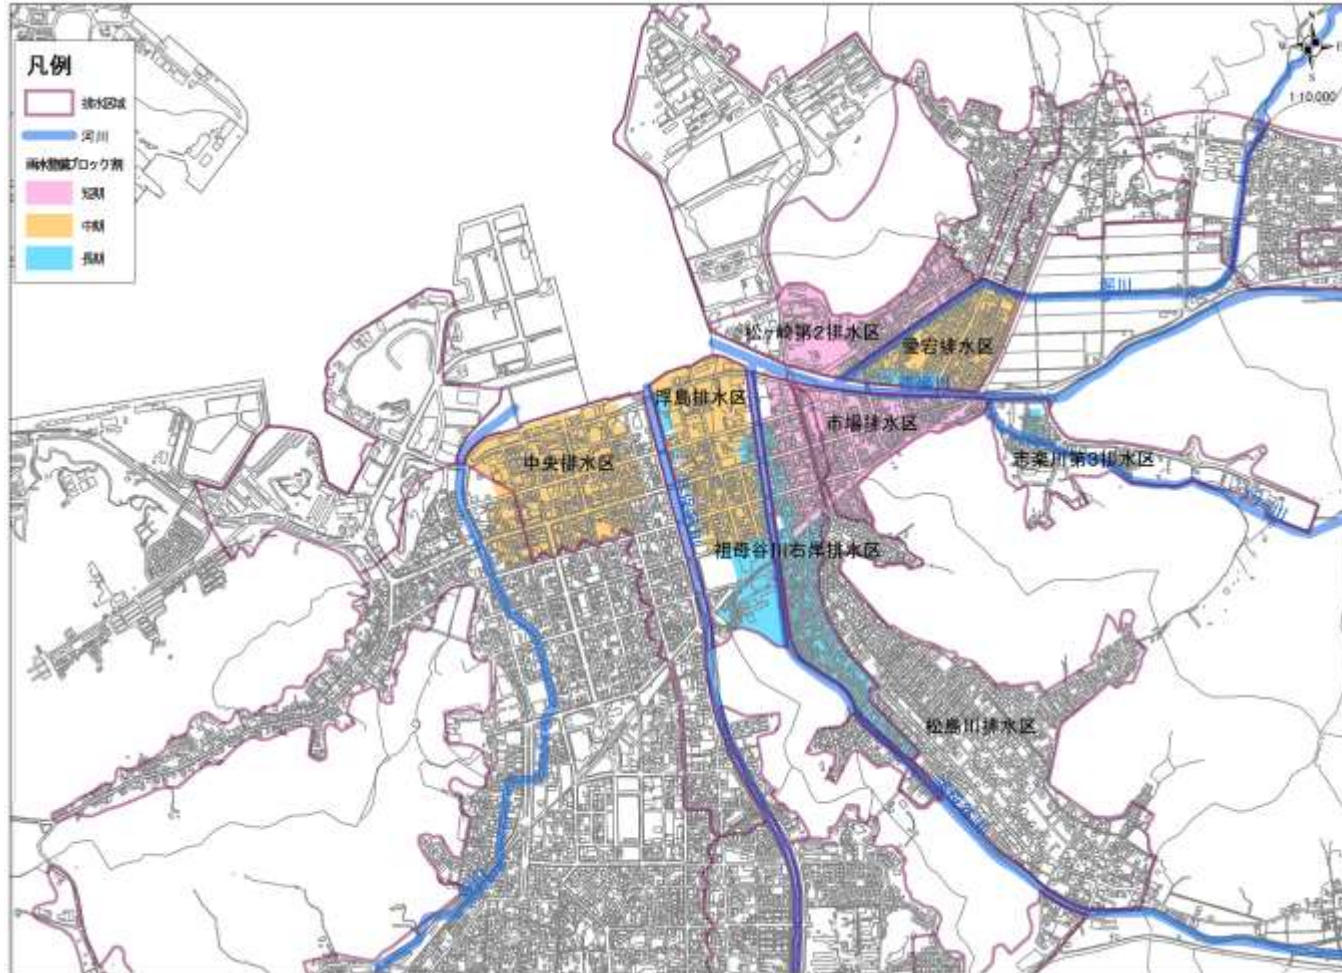 凡例
排水区域
河川
雨水整備ブロック割
短期
中期
長期
N
S
1:10,000
堀川
松ヶ崎第2排水区
愛宕排水区
浮島排水区
市場排水区
中央排水区
志楽川第3排水区
祖母谷川右岸排水区
松島川排水区